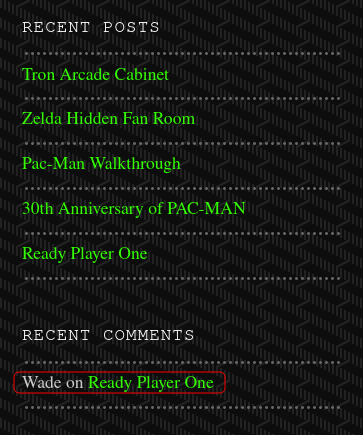 RECENT POSTS
Tron Arcade Cabinet
Zelda Hidden Fan Room
Pac-Man Walkthrough
30th Anniversary of PAC-MAN
Ready Player One
RECENT COMMENTS
Wade on Ready Player One